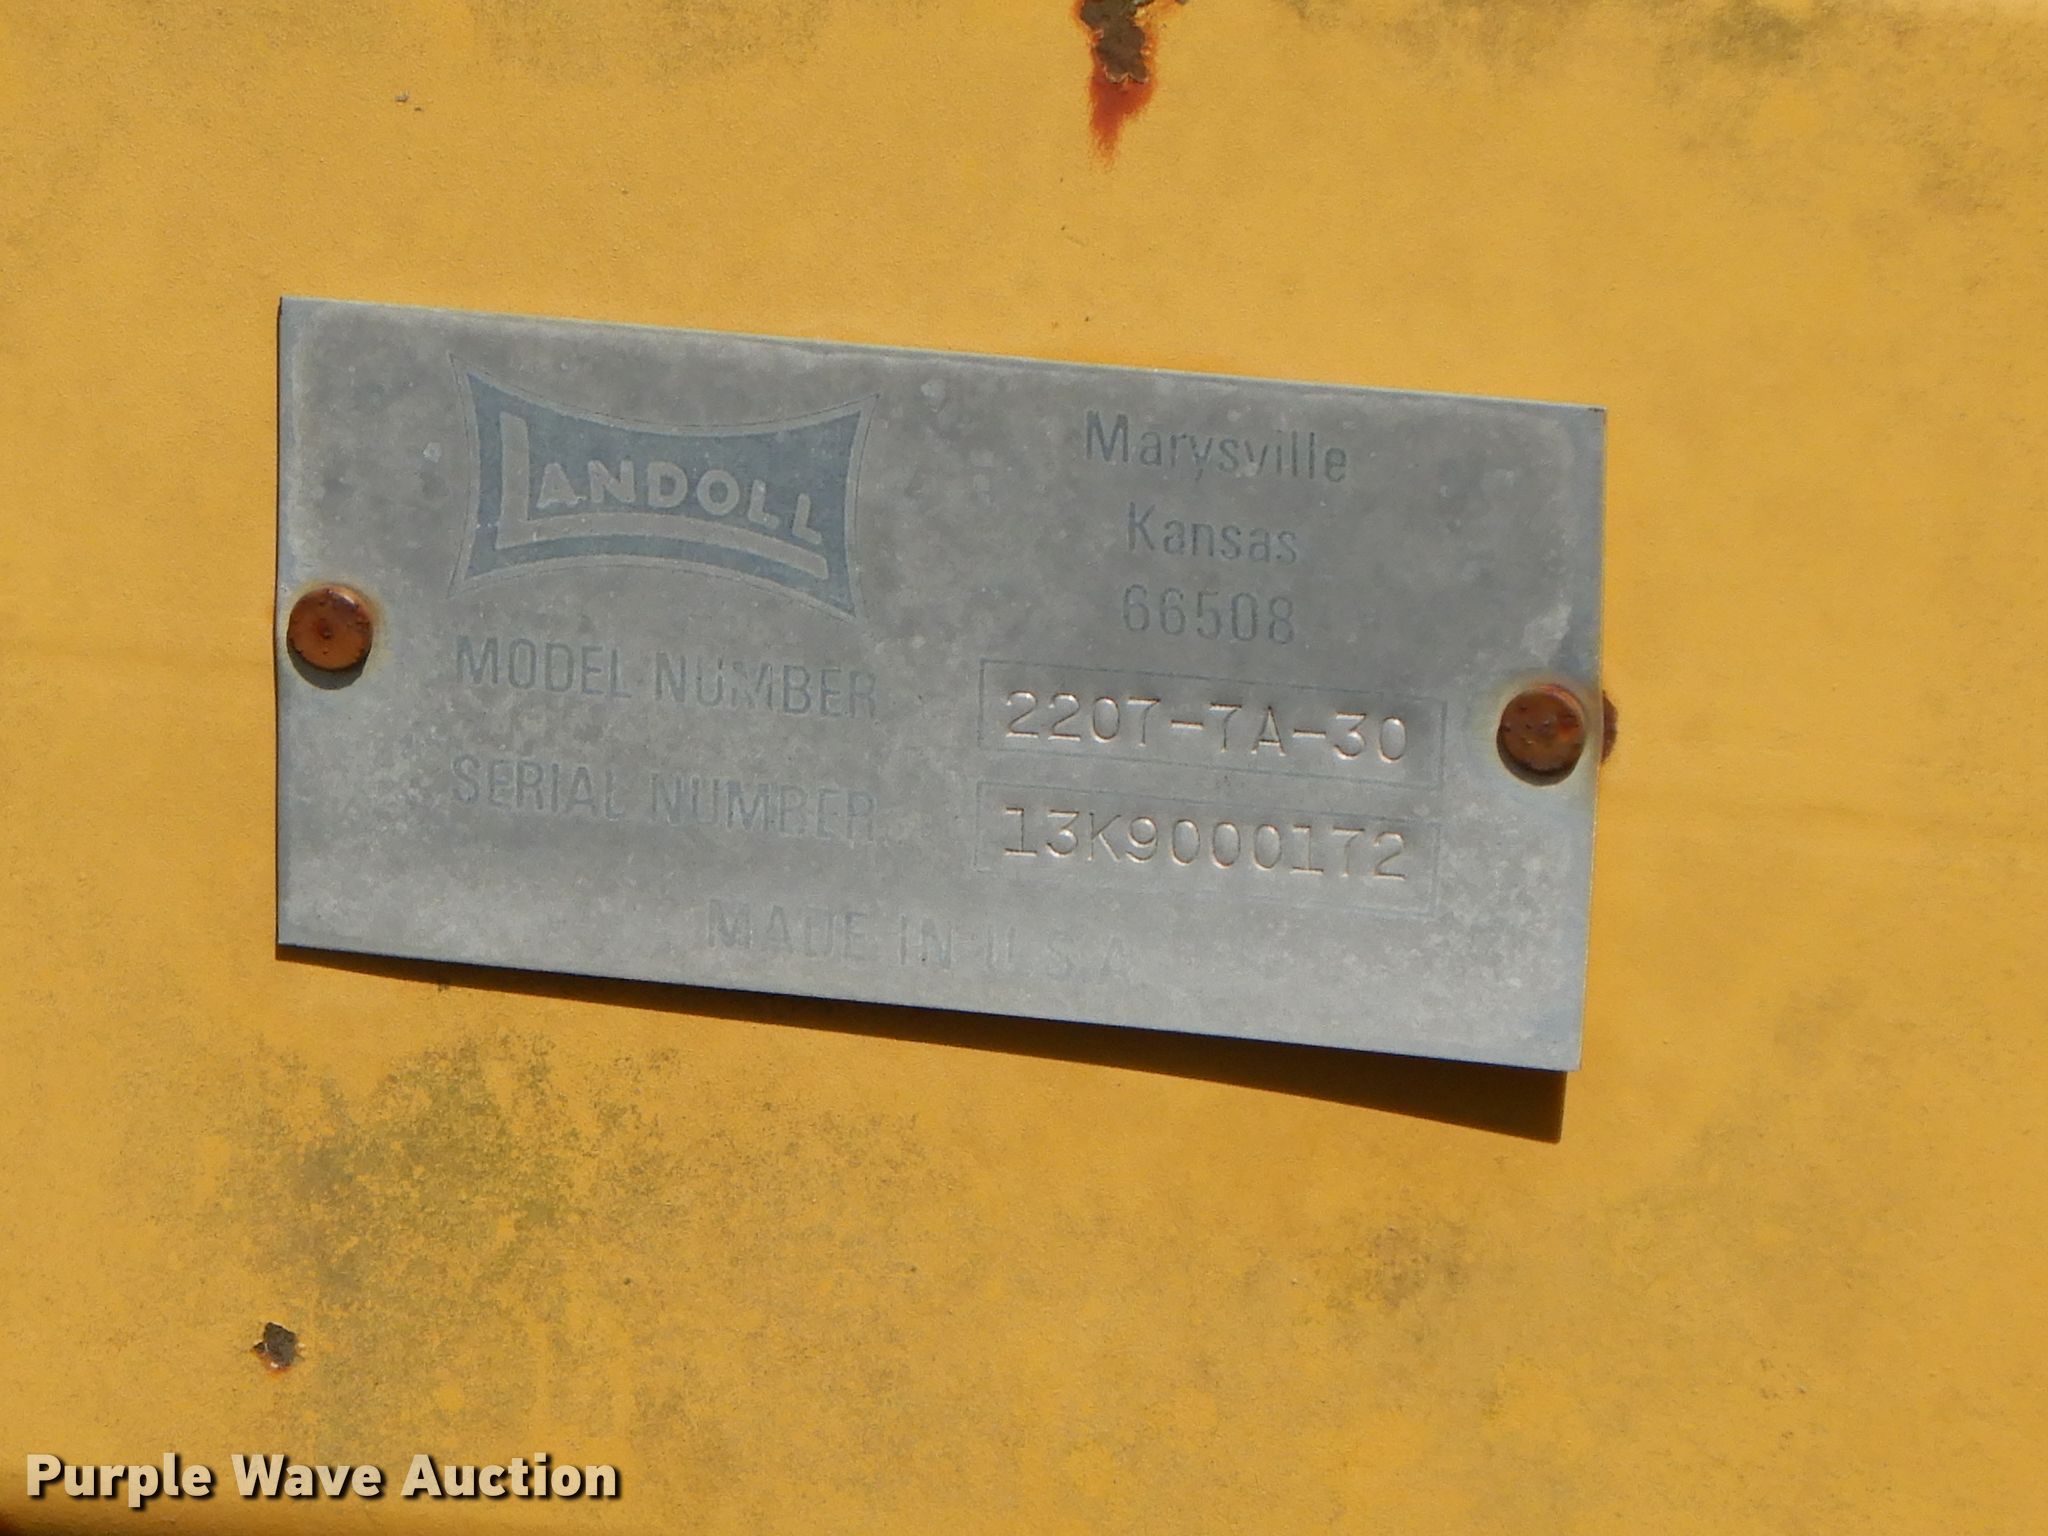 LANDOLL
Marysville
Kansas
66508
MODEL NUMBER 2207-7A-30
SERIAL NUMBER 13K9000172
MADE IN U.S.A
Purple Wave Auction